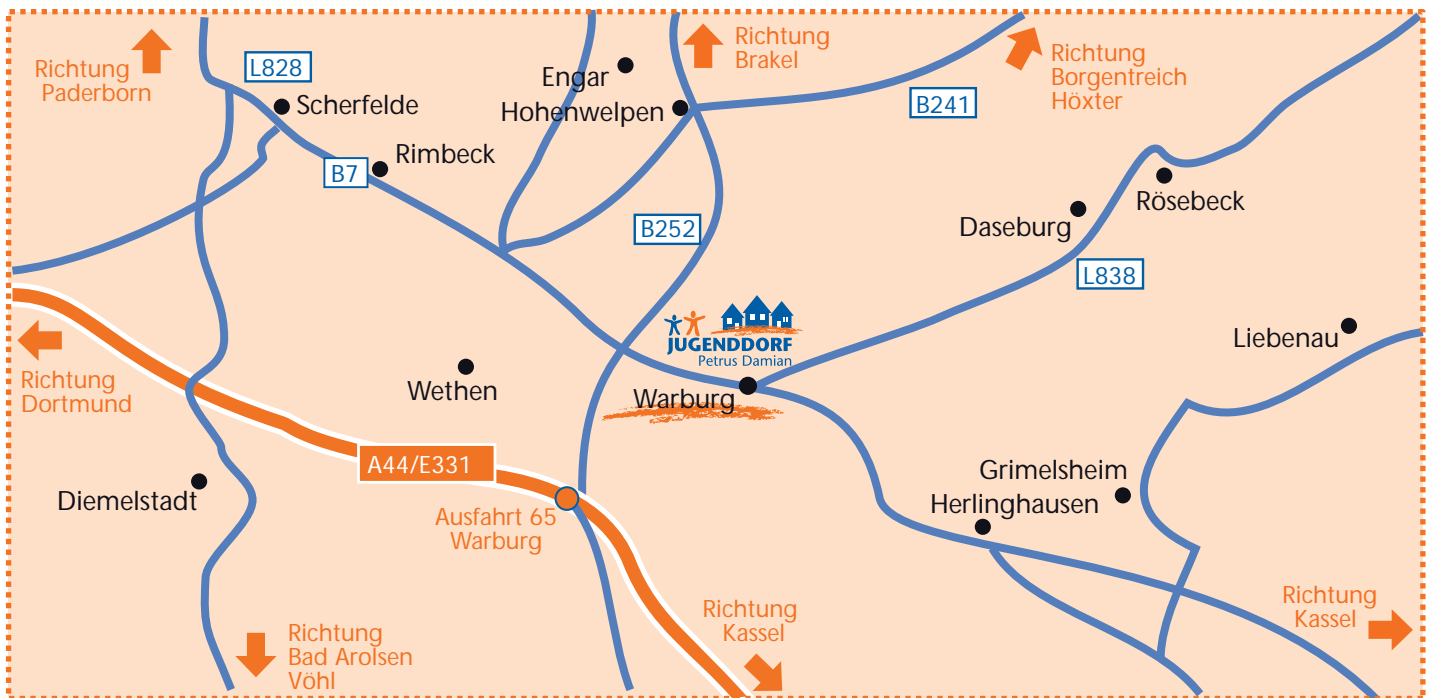 Richtung
Paderborn
L828
Scherfelde
Engar
Hohenwelpen
Richtung
Brakel
Richtung
Borgentreich
Höxter
B241
B7
Rimbeck
B252
Daseburg
Rösebeck
L838
JUGENDDORF
Petrus Damian
Liebenau
Richtung
Dortmund
Wethen
Warburg
A44/E331
Diemelstadt
Ausfahrt 65
Warburg
Grimelsheim
Herlinghausen
Richtung
Bad Arolsen
Vöhl
Richtung
Kassel
Richtung
Kassel